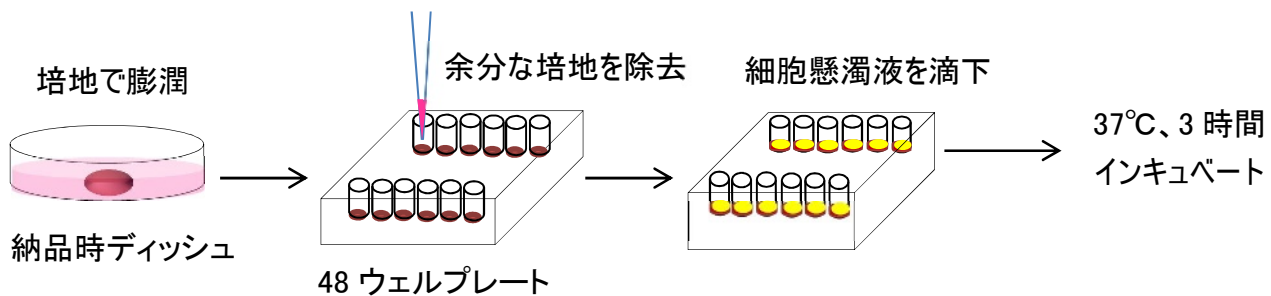 培地で膨潤
納品時ディッシュ
余分な培地を除去
48 ウェルプレート
細胞懸濁液を滴下
37℃、3 時間
インキュベート